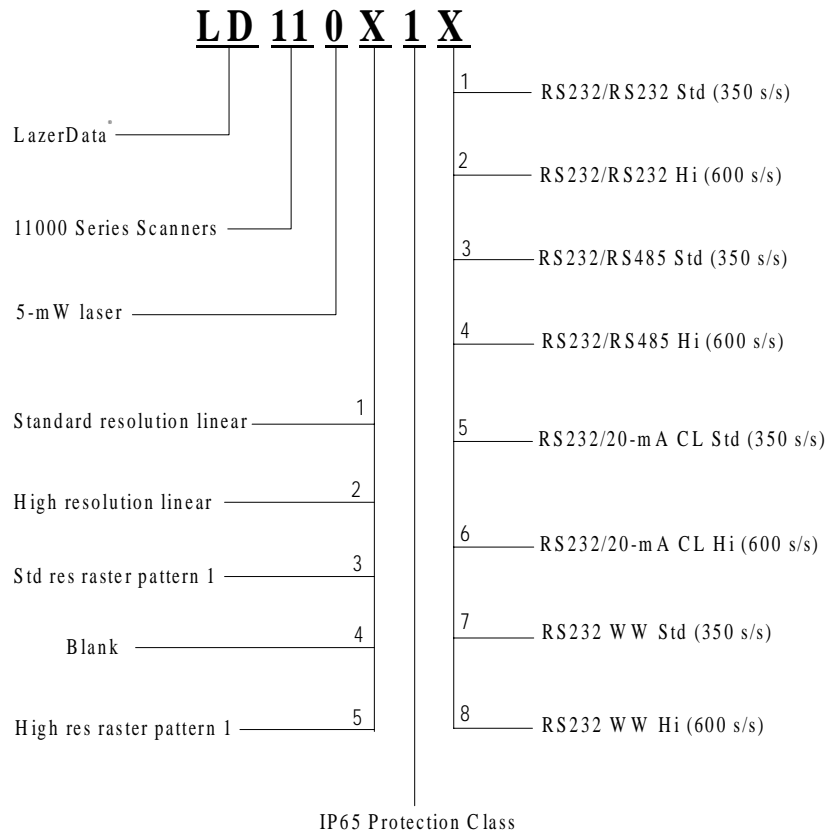 LD 11 0 X 1 X
LazerData
11000 Series Scanners
5-mW laser
1
Standard resolution linear
2
High resolution linear
3
Std res raster pattern 1
4
Blank
5
High res raster pattern 1
1
RS232/RS232 Std (350 s/s)
2
RS232/RS232 Hi (600 s/s)
3
RS232/RS485 Std (350 s/s)
4
RS232/RS485 Hi (600 s/s)
5
RS232/20-mA CL Std (350 s/s)
6
RS232/20-mA CL Hi (600 s/s)
7
RS232 WW Std (350 s/s)
8
RS232 WW Hi (600 s/s)
IP65 Protection Class